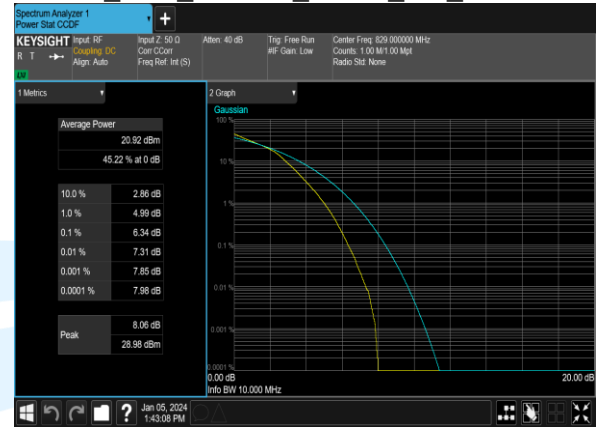 Spectrum Analyzer 1
Power Stat CCDF
KEYSIGHT
R T
LV
Input: RF
Coupling: DC
Align: Auto
Input Z: 50 Ω
Corr CCorr
Freq Ref: Int (S)
Atten: 40 dB
Trig: Free Run
#IF Gain: Low
Center Freq: 829.000000 MHz
Counts: 1.00 M/1.00 Mpt
Radio Std: None
1 Metrics
Average Power
20.92 dBm
45.22 % at 0 dB
10.0 % 2.86 dB
1.0 % 4.99 dB
0.1 % 6.34 dB
0.01 % 7.31 dB
0.001 % 7.85 dB
0.0001 % 7.98 dB
Peak
8.06 dB
28.98 dBm
2 Graph
Gaussian
100 %
10 %
1 %
0.1 %
0.01 %
0.001 %
0.0001 %
0.00 dB 20.00 dB
Info BW 10.000 MHz
Jan 05, 2024
1:43:08 PM